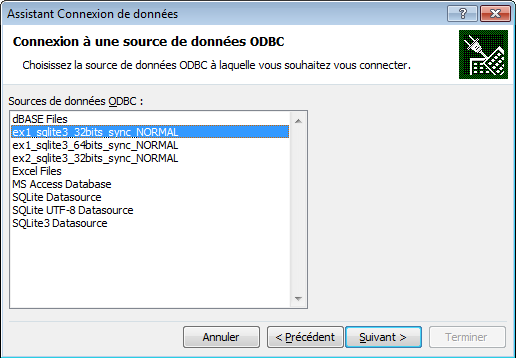 Assistant Connexion de données
Connexion à une source de données ODBC
Choisissez la source de données ODBC à laquelle vous souhaitez vous connecter.
Sources de données ODBC :
dBASE Files
ex1_sqlite3_32bits_sync_NORMAL
ex1_sqlite3_64bits_sync_NORMAL
ex2_sqlite3_32bits_sync_NORMAL
Excel Files
MS Access Database
SQLite Datasource
SQLite UTF-8 Datasource
SQLite3 Datasource
Annuler < Précédent Suivant > Terminer